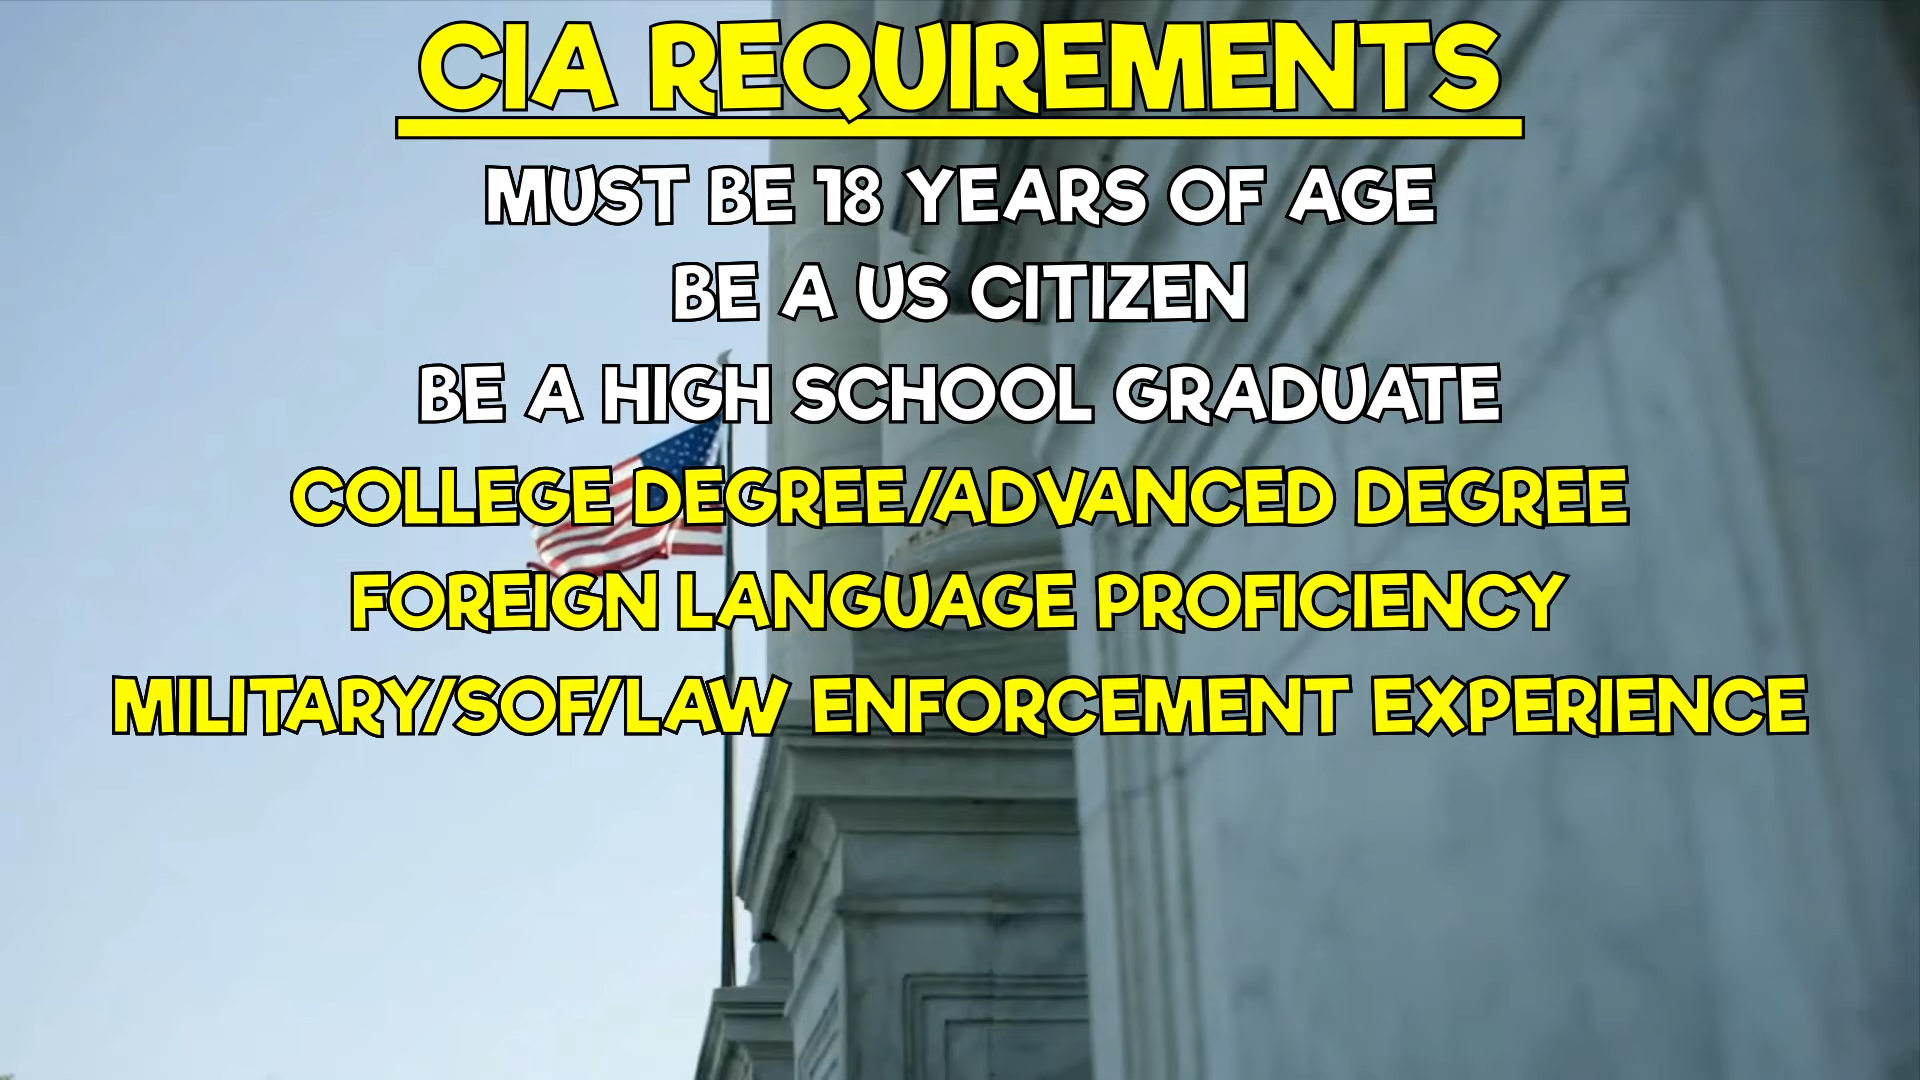 CIA REQUIREMENTS
MUST BE 18 YEARS OF AGE
BE A US CITIZEN
BE A HIGH SCHOOL GRADUATE
COLLEGE DEGREE/ADVANCED DEGREE
FOREIGN LANGUAGE PROFICIENCY
MILITARY/SOF/LAW ENFORCEMENT EXPERIENCE